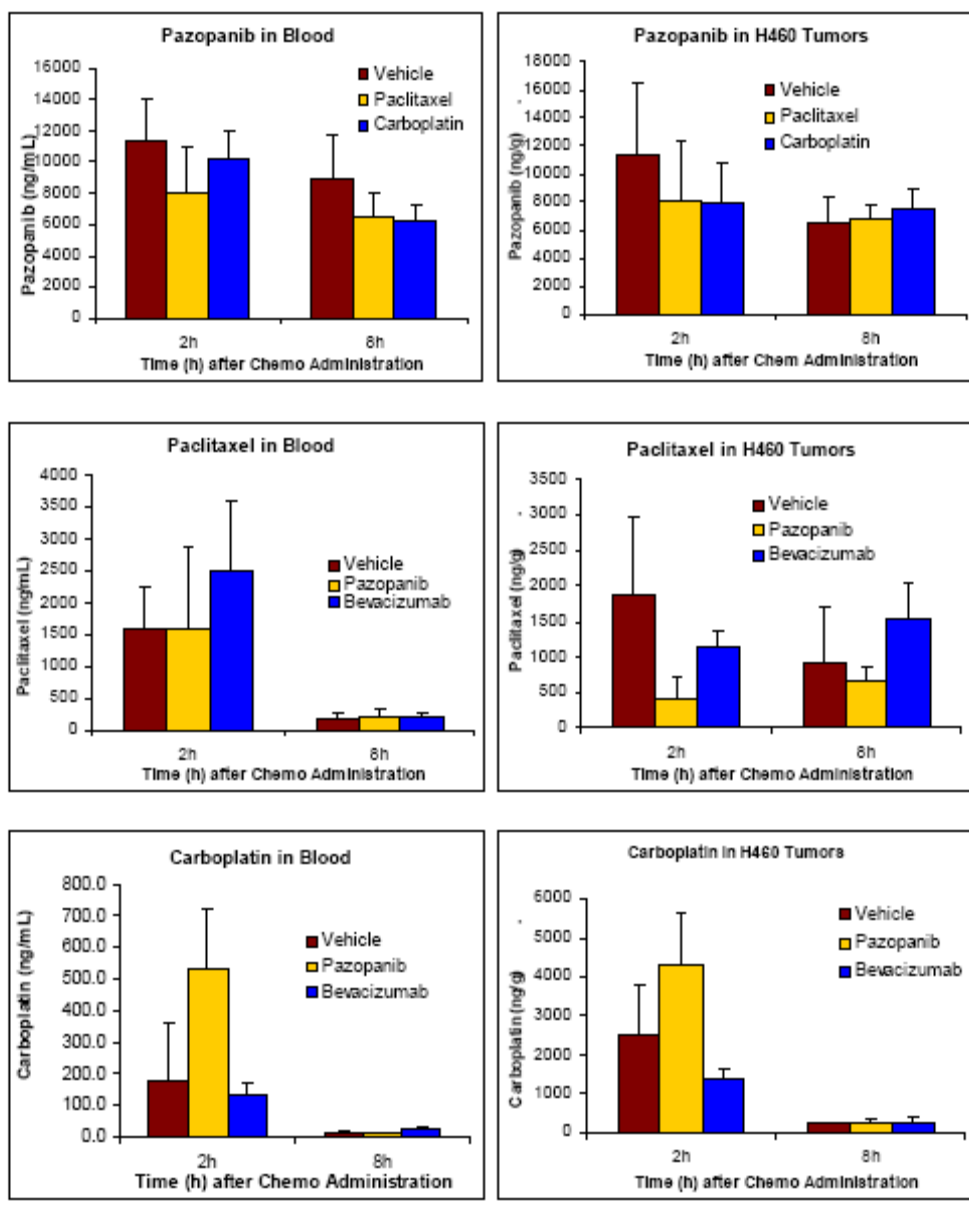 Pazopanib in Blood
16000
14000
12000
10000
8000
6000
4000
2000
0
Pazopanib (ng/mL)
Vehicle
Paclitaxel
Carboplatin
2h
8h
Time (h) after Chemo Administration
Pazopanib in H460 Tumors
18000
16000
14000
12000
10000
8000
6000
4000
2000
0
Pazopanib (ng/g)
Vehicle
Paclitaxel
Carboplatin
2h
8h
Time (h) after Chem Administration
Paclitaxel in Blood
4000
3500
3000
2500
2000
1500
1000
500
0
Paclitaxel (ng/mL)
Vehicle
Pazopanib
Bevacizumab
2h
8h
Time (h) after Chemo Administration
Paclitaxel in H460 Tumors
3500
3000
2500
2000
1500
1000
500
0
Paclitaxel (ng/g)
Vehicle
Pazopanib
Bevacizumab
2h
8h
Time (h) after Chemo Administration
Carboplatin in Blood
800.0
700.0
600.0
500.0
400.0
300.0
200.0
100.0
0.0
Carboplatin (ng/mL)
Vehicle
Pazopanib
Bevacizumab
2h
8h
Time (h) after Chemo Administration
Carboplatin in H460 Tumors
6000
5000
4000
3000
2000
1000
0
Carboplatin (ng/g)
Vehicle
Pazopanib
Bevacizumab
2h
8h
Time (h) after Chemo Administration